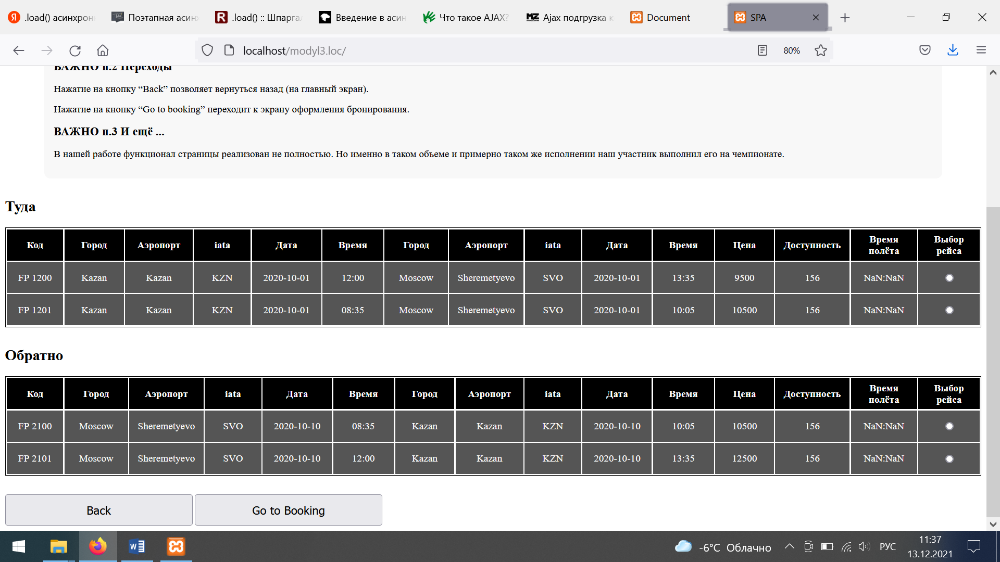 .load() асинхрон
Поэтапная асин
.load() :: Шпарга
Введение в асин
Что такое AJAX?
Ajax подгрузка к
Document
SPA
localhost/modyl3.loc/
80%
ВАЖНО п.2 Переходы
Нажатие на кнопку “Back” позволяет вернуться назад (на главный экран).
Нажатие на кнопку “Go to booking” переходит к экрану оформления бронирования.
ВАЖНО п.3 И ещё ...
В нашей работе функционал страницы реализован не полностью. Но именно в таком объеме и примерно таком же исполнении наш участник выполнил его на чемпионате.
Туда
Код Город Аэропорт iata Дата Время Город Аэропорт iata Дата Время Цена Доступность Время полёта Выбор рейса
FP 1200 Kazan Kazan KZN 2020-10-01 12:00 Moscow Sheremetyevo SVO 2020-10-01 13:35 9500 156 NaN:NaN
FP 1201 Kazan Kazan KZN 2020-10-01 08:35 Moscow Sheremetyevo SVO 2020-10-01 10:05 10500 156 NaN:NaN
Обратно
Код Город Аэропорт iata Дата Время Город Аэропорт iata Дата Время Цена Доступность Время полёта Выбор рейса
FP 2100 Moscow Sheremetyevo SVO 2020-10-10 08:35 Kazan Kazan KZN 2020-10-10 10:05 10500 156 NaN:NaN
FP 2101 Moscow Sheremetyevo SVO 2020-10-10 12:00 Kazan Kazan KZN 2020-10-10 13:35 12500 156 NaN:NaN
Back
Go to Booking
-6°C Облачно
РУС
11:37
13.12.2021